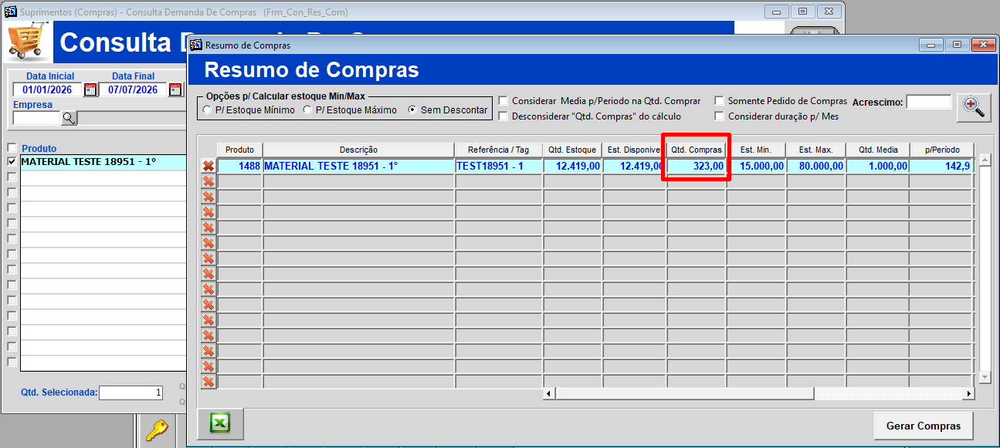 Suprimentos (Compras) - Consulta Demanda De Compras (Frm_Con_Res_Com)
Consulta
Data Inicial Data Final
01/01/2026 07/07/2026
Empresa
Produto
MATERIAL TESTE 18951 - 1º
Qtd. Selecionada: 1
Resumo de Compras
Resumo de Compras
Opções p/ Calcular estoque Min/Max
P/ Estoque Mínimo P/ Estoque Máximo Sem Descontar
Considerar Media p/Periodo na Qtd. Comprar
Desconsiderar "Qtd. Compras" do cálculo
Somente Pedido de Compras
Considerar duração p/ Mes
Acrescimo:
Produto Descrição Referência / Tag Qtd. Estoque Est. Disponive Qtd. Compras Est. Min. Est. Max. Qtd. Media p/Período
1488 MATERIAL TESTE 18951 - 1º TEST18951 - 1 12.419,00 12.419,00 323,00 15.000,00 80.000,00 1.000,00 142,9
Gerar Compras